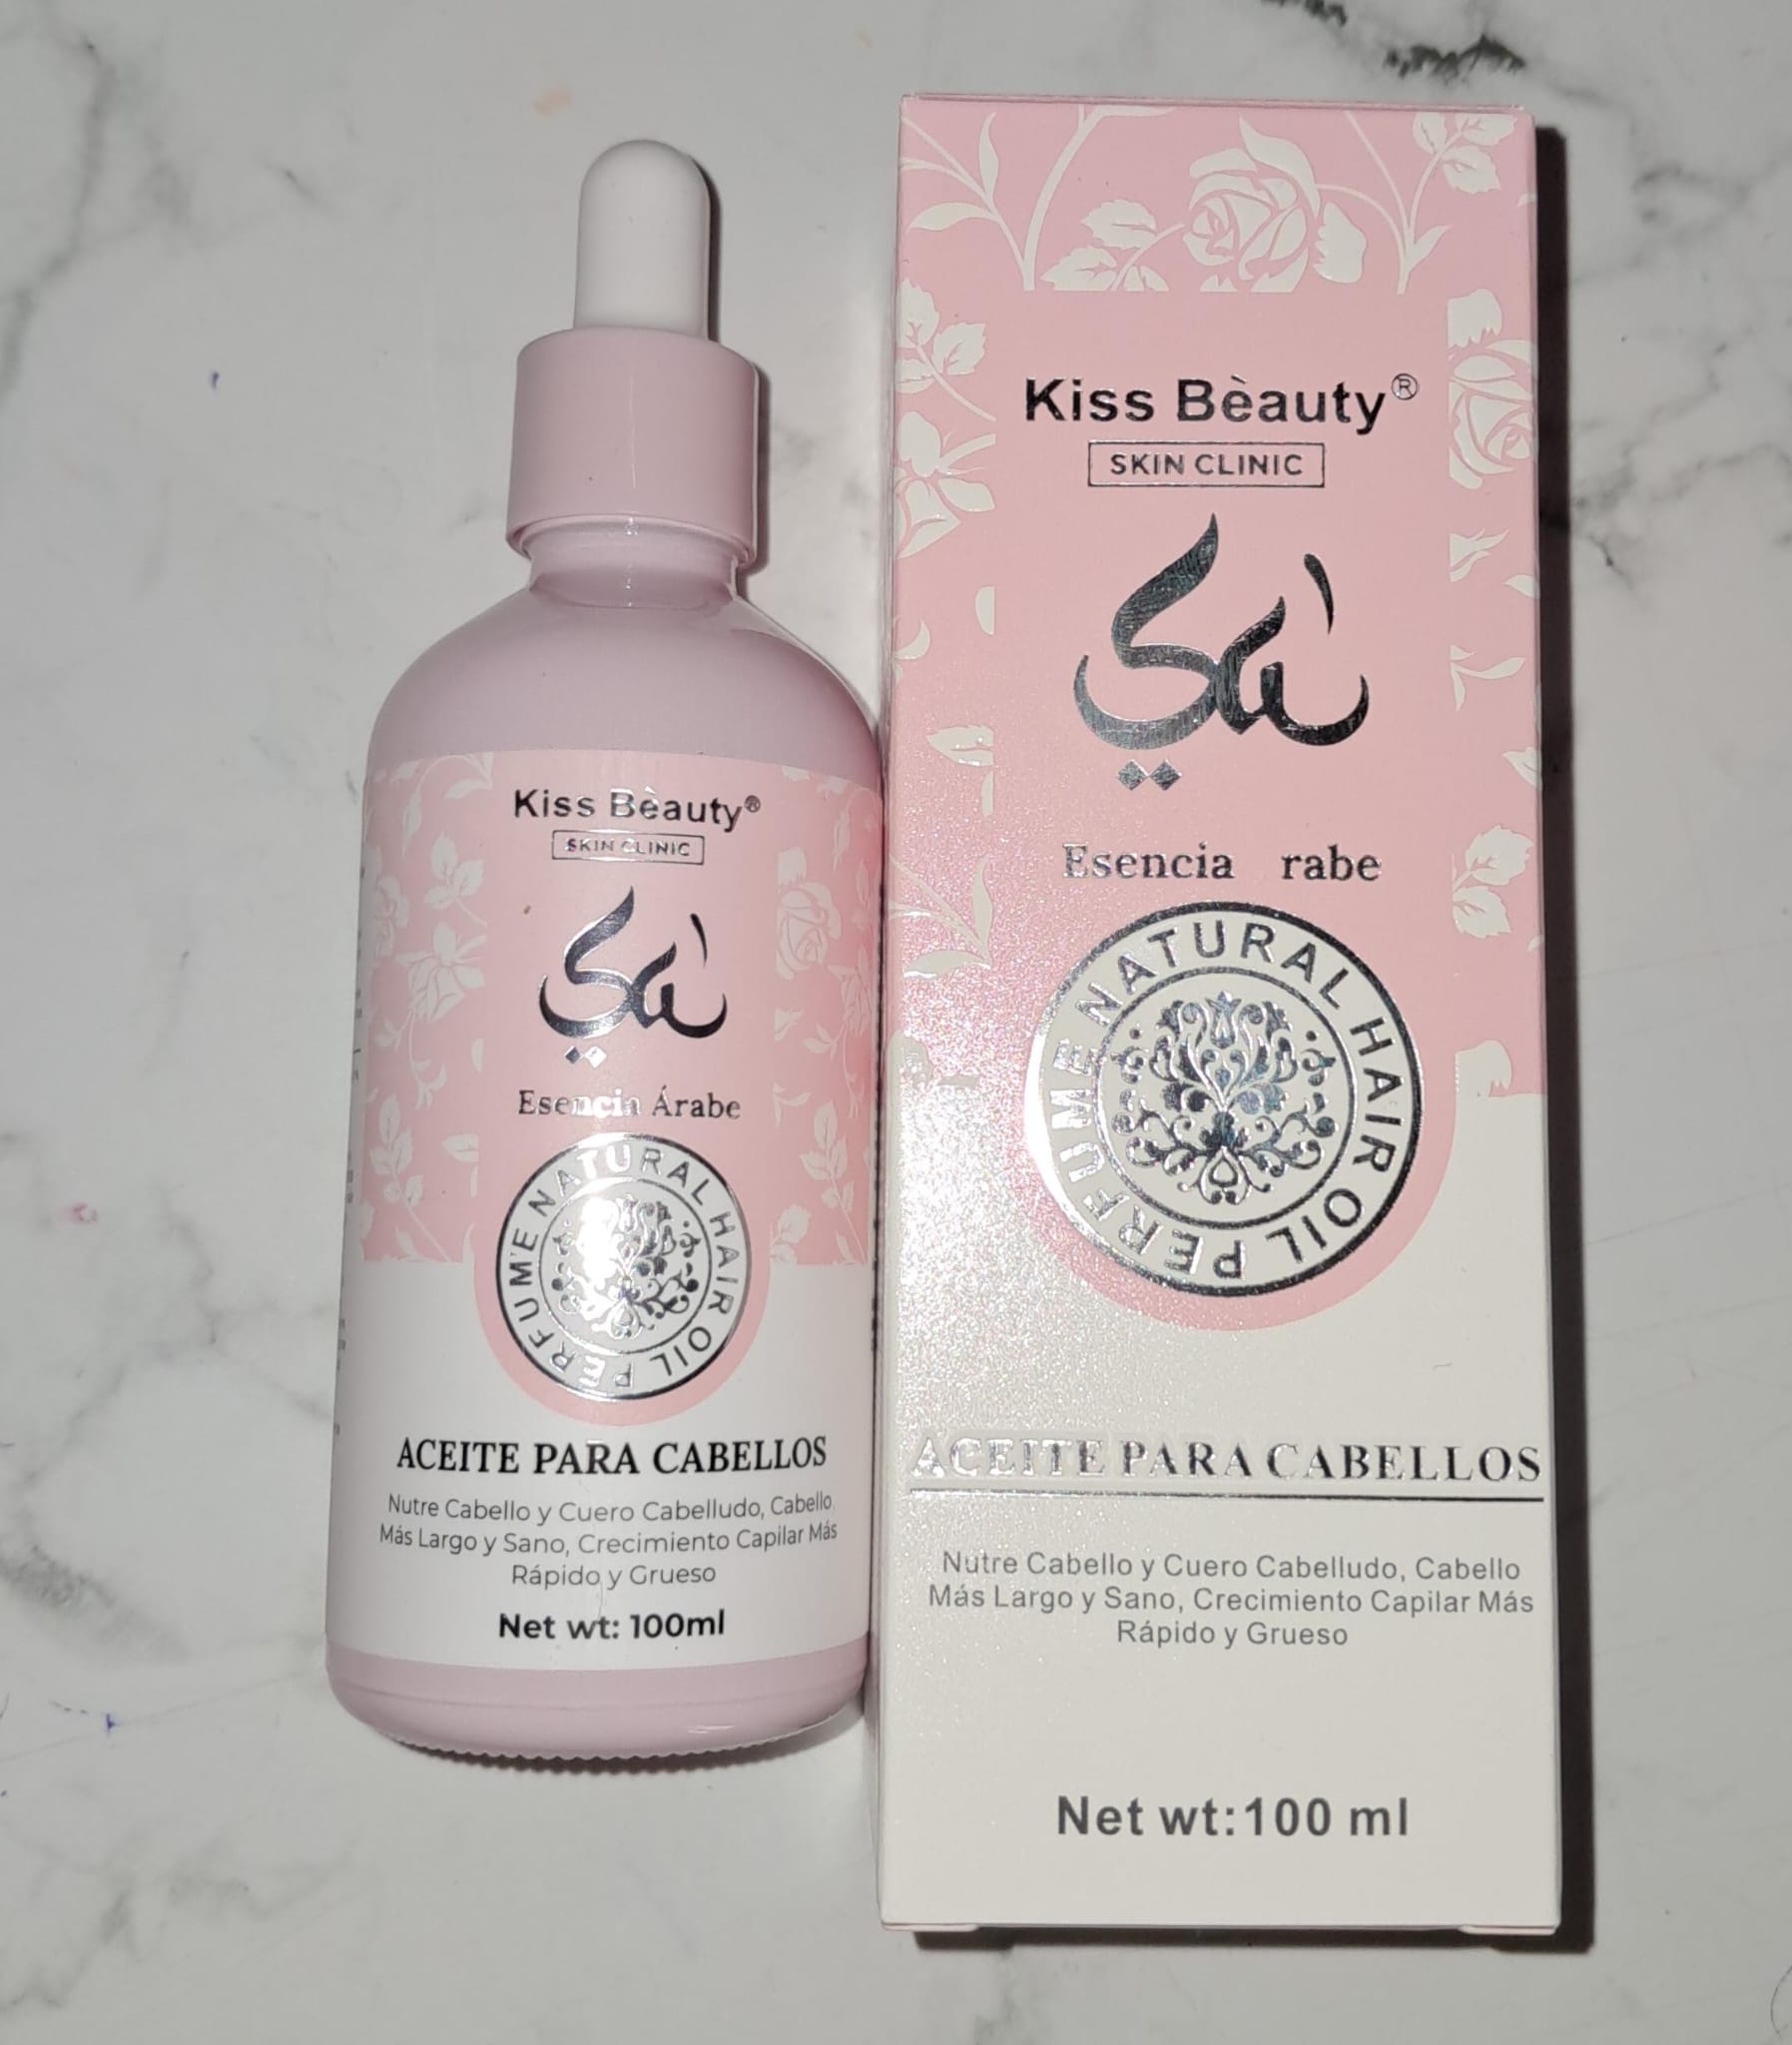 Kiss Bèauty®
SKIN CLINIC
Esencia Árabe
NATURAL HAIR OIL PERFUME
ACEITE PARA CABELLOS
Nutre Cabello y Cuero Cabelludo, Cabello
Más Largo y Sano, Crecimiento Capilar Más
Rápido y Grueso
Net wt: 100ml
Kiss Bèauty®
SKIN CLINIC
Esencia rabe
NATURAL HAIR OIL PERFUME
ACEITE PARA CABELLOS
Nutre Cabello y Cuero Cabelludo, Cabello
Más Largo y Sano, Crecimiento Capilar Más
Rápido y Grueso
Net wt:100 ml